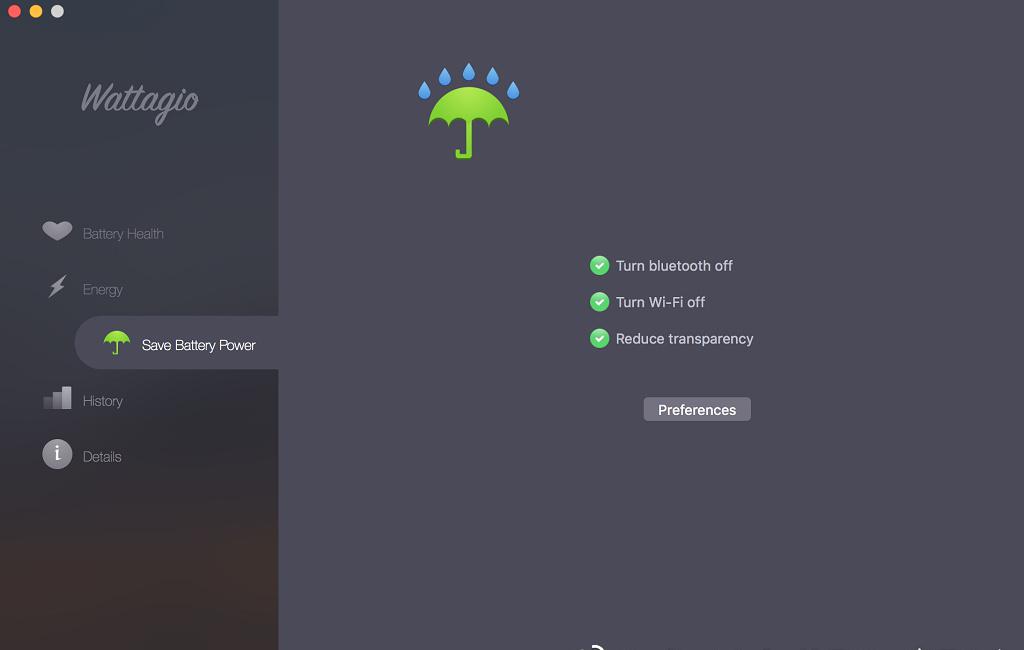 Wattagio
Battery Health
Energy
Save Battery Power
History
Details
Turn bluetooth off
Turn Wi-Fi off
Reduce transparency
Preferences